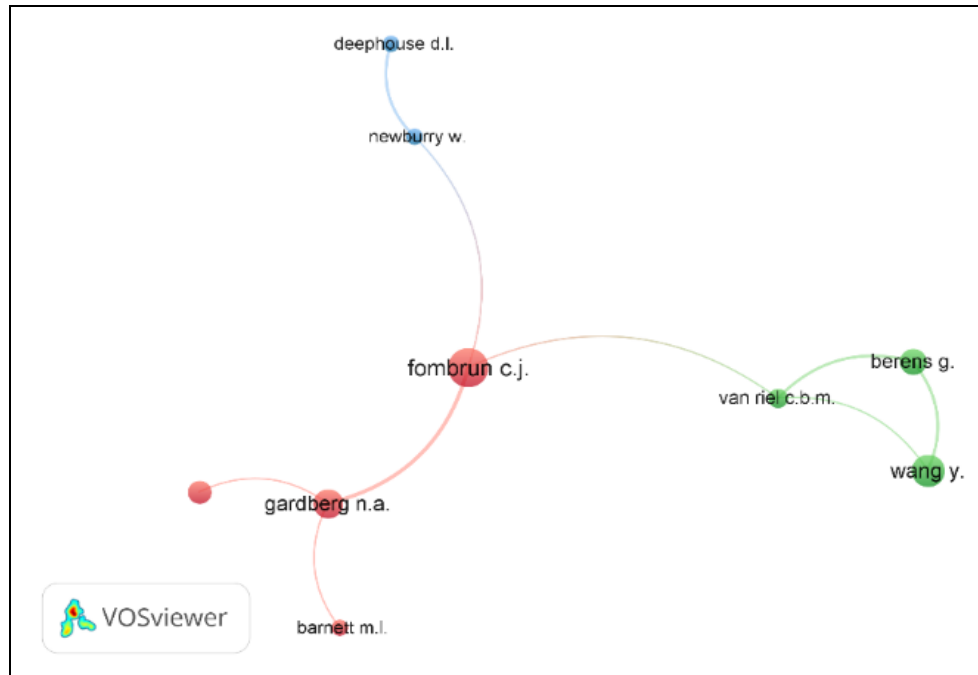 deephouse d.l.
newburry w.
fombrun c.j.
berens g.
van riel c.b.m.
wang y.
gardberg n.a.
barnett m.l.
VOSviewer